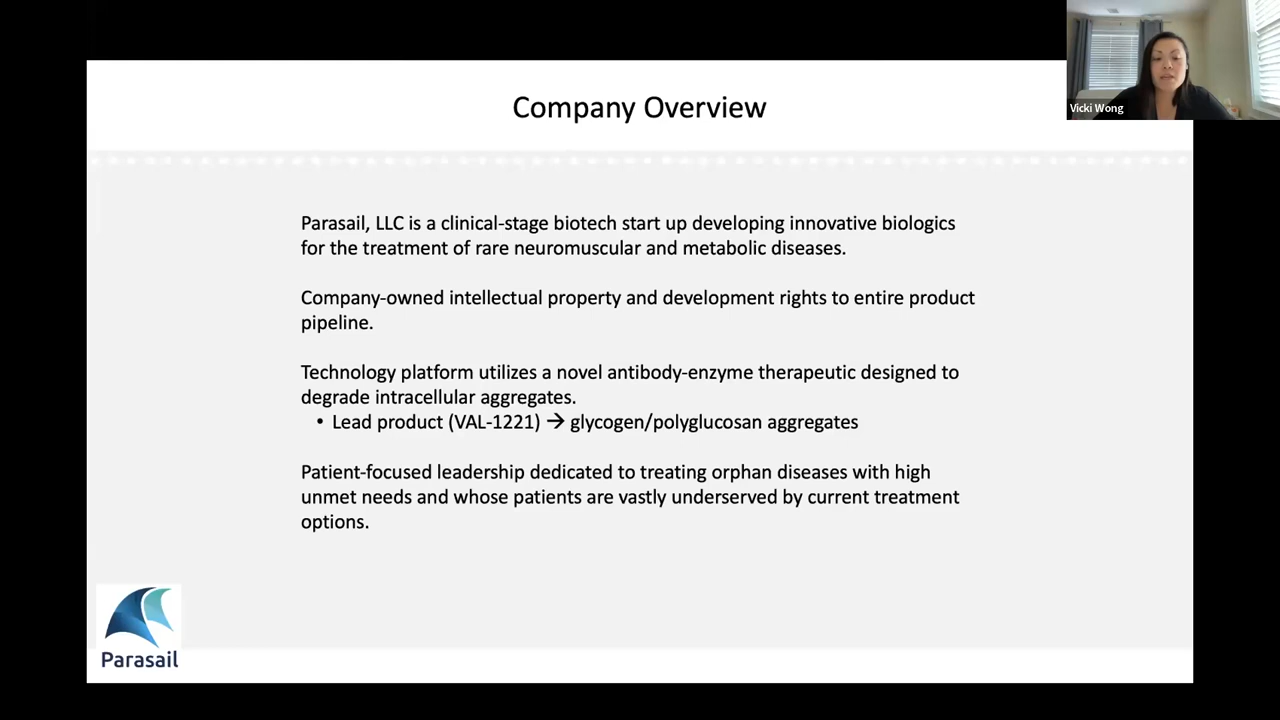 Company Overview
Vicki Wong
Parasail, LLC is a clinical-stage biotech start up developing innovative biologics
for the treatment of rare neuromuscular and metabolic diseases.
Company-owned intellectual property and development rights to entire product
pipeline.
Technology platform utilizes a novel antibody-enzyme therapeutic designed to
degrade intracellular aggregates.
• Lead product (VAL-1221) → glycogen/polyglucosan aggregates
Patient-focused leadership dedicated to treating orphan diseases with high
unmet needs and whose patients are vastly underserved by current treatment
options.
Parasail